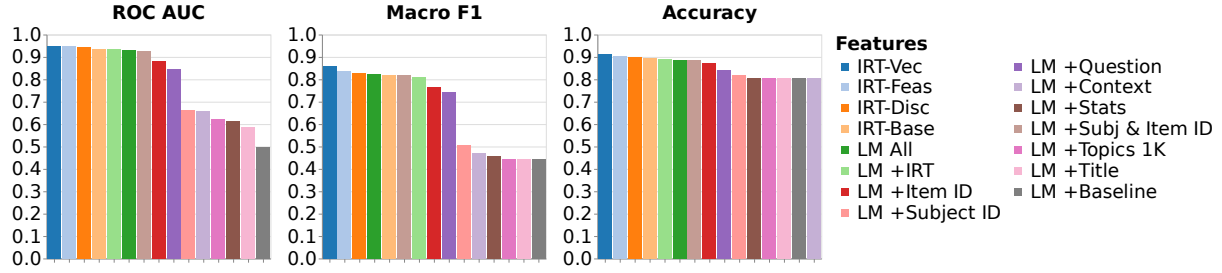 ROC AUC
1.0
0.9
0.8
0.7
0.6
0.5
0.4
0.3
0.2
0.1
0.0
Macro F1
1.0
0.9
0.8
0.7
0.6
0.5
0.4
0.3
0.2
0.1
0.0
Accuracy
1.0
0.9
0.8
0.7
0.6
0.5
0.4
0.3
0.2
0.1
0.0
Features
IRT-Vec
IRT-Feas
IRT-Disc
IRT-Base
LM All
LM +IRT
LM +Item ID
LM +Subject ID
LM +Question
LM +Context
LM +Stats
LM +Subj & Item ID
LM +Topics 1K
LM +Title
LM +Baseline